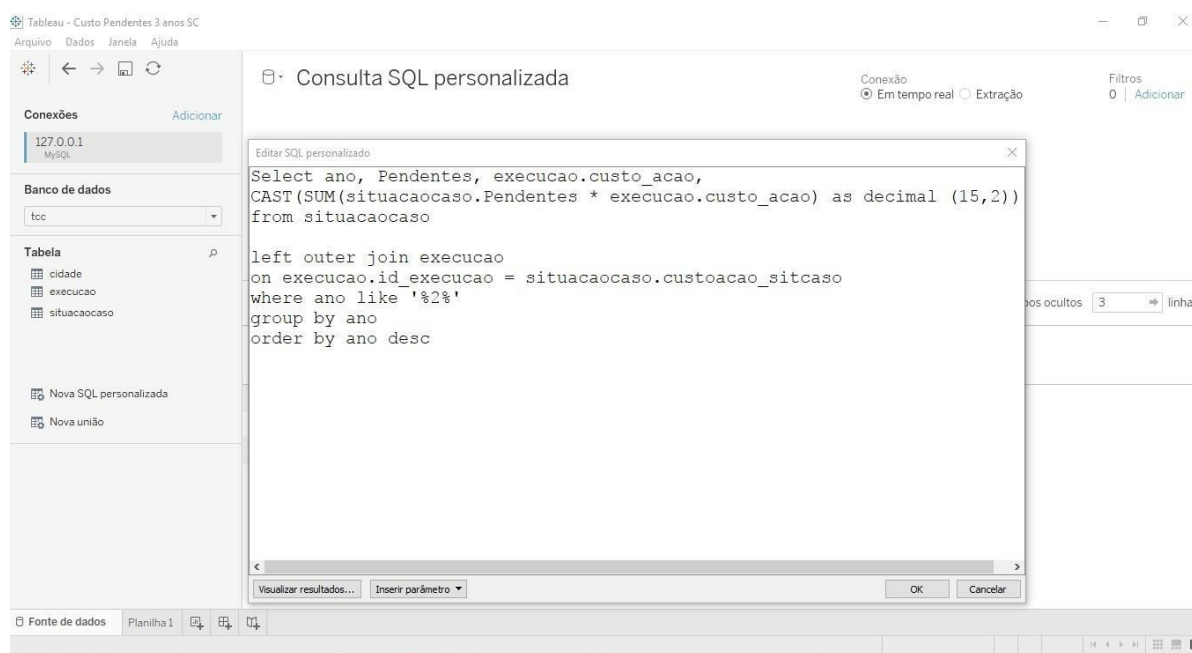 Tableau - Custo Pendentes 3 anos SC
Arquivo Dados Janela Ajuda
Consulta SQL personalizada
Conexão
Em tempo real Extração
Filtros
0 Adicionar
Conexões Adicionar
127.0.0.1
MySQL
Banco de dados
tcc
Tabela
cidade
execucao
situacaocaso
Nova SQL personalizada
Nova união
Editar SQL personalizado
Select ano, Pendentes, execucao.custo_acao,
CAST(SUM(situacaocaso.Pendentes * execucao.custo_acao) as decimal (15,2))
from situacaocaso
left outer join execucao
on execucao.id_execucao = situacaocaso.custoacao_sitcaso
where ano like '%2%'
group by ano
order by ano desc
ocultos 3 linha
Visualizar resultados... Inserir parâmetro OK Cancelar
Fonte de dados Planilha 1